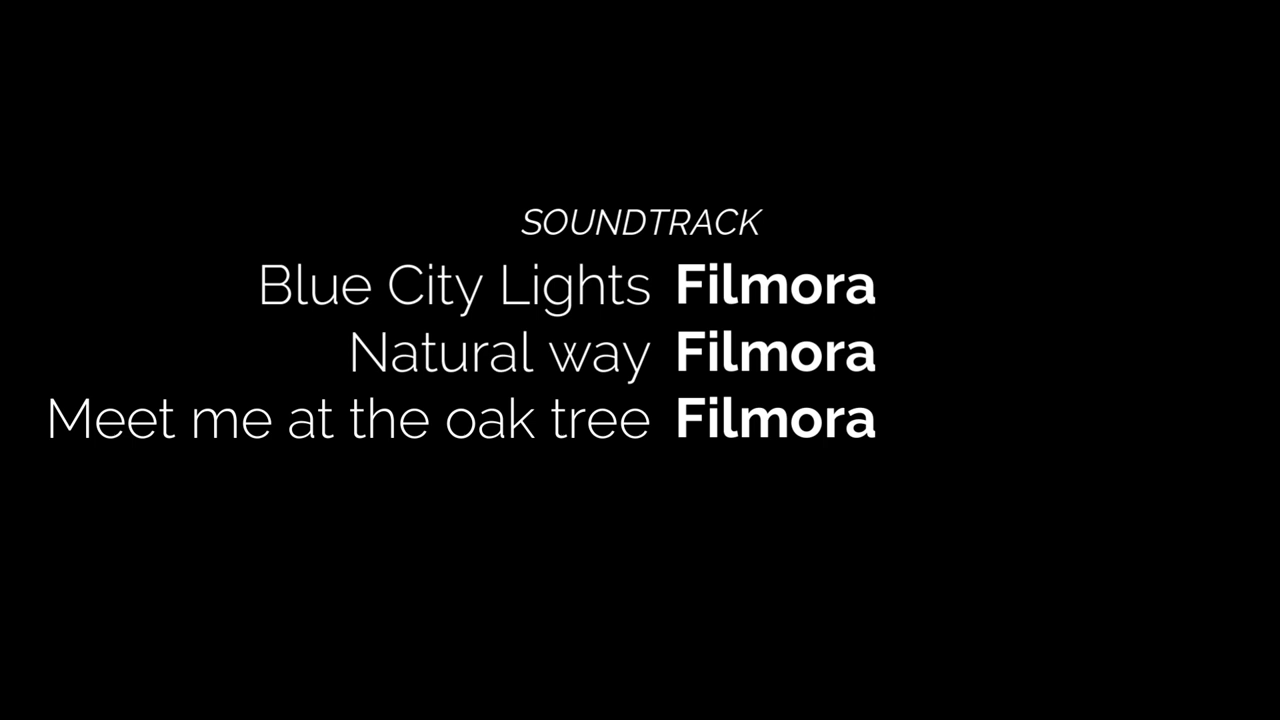 SOUNDTRACK
Blue City Lights Filmora
Natural way Filmora
Meet me at the oak tree Filmora